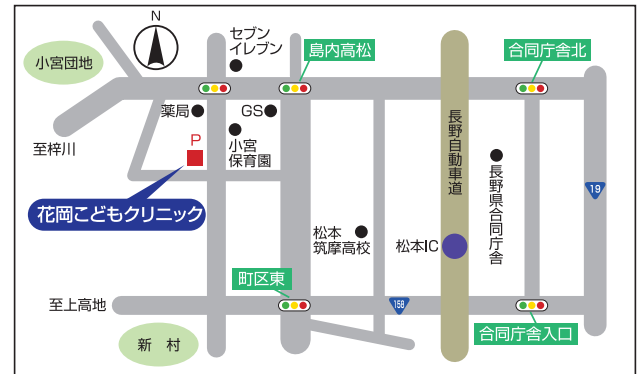 N
セブン
イレブン
島内高松
合同庁舎北
小宮団地
薬局
GS
P
小宮
保育園
至梓川
長野自動車道
長野県合同庁舎
19
花岡こどもクリニック
松本
筑摩高校
松本IC
町区東
至上高地
158
合同庁舎入口
新 村